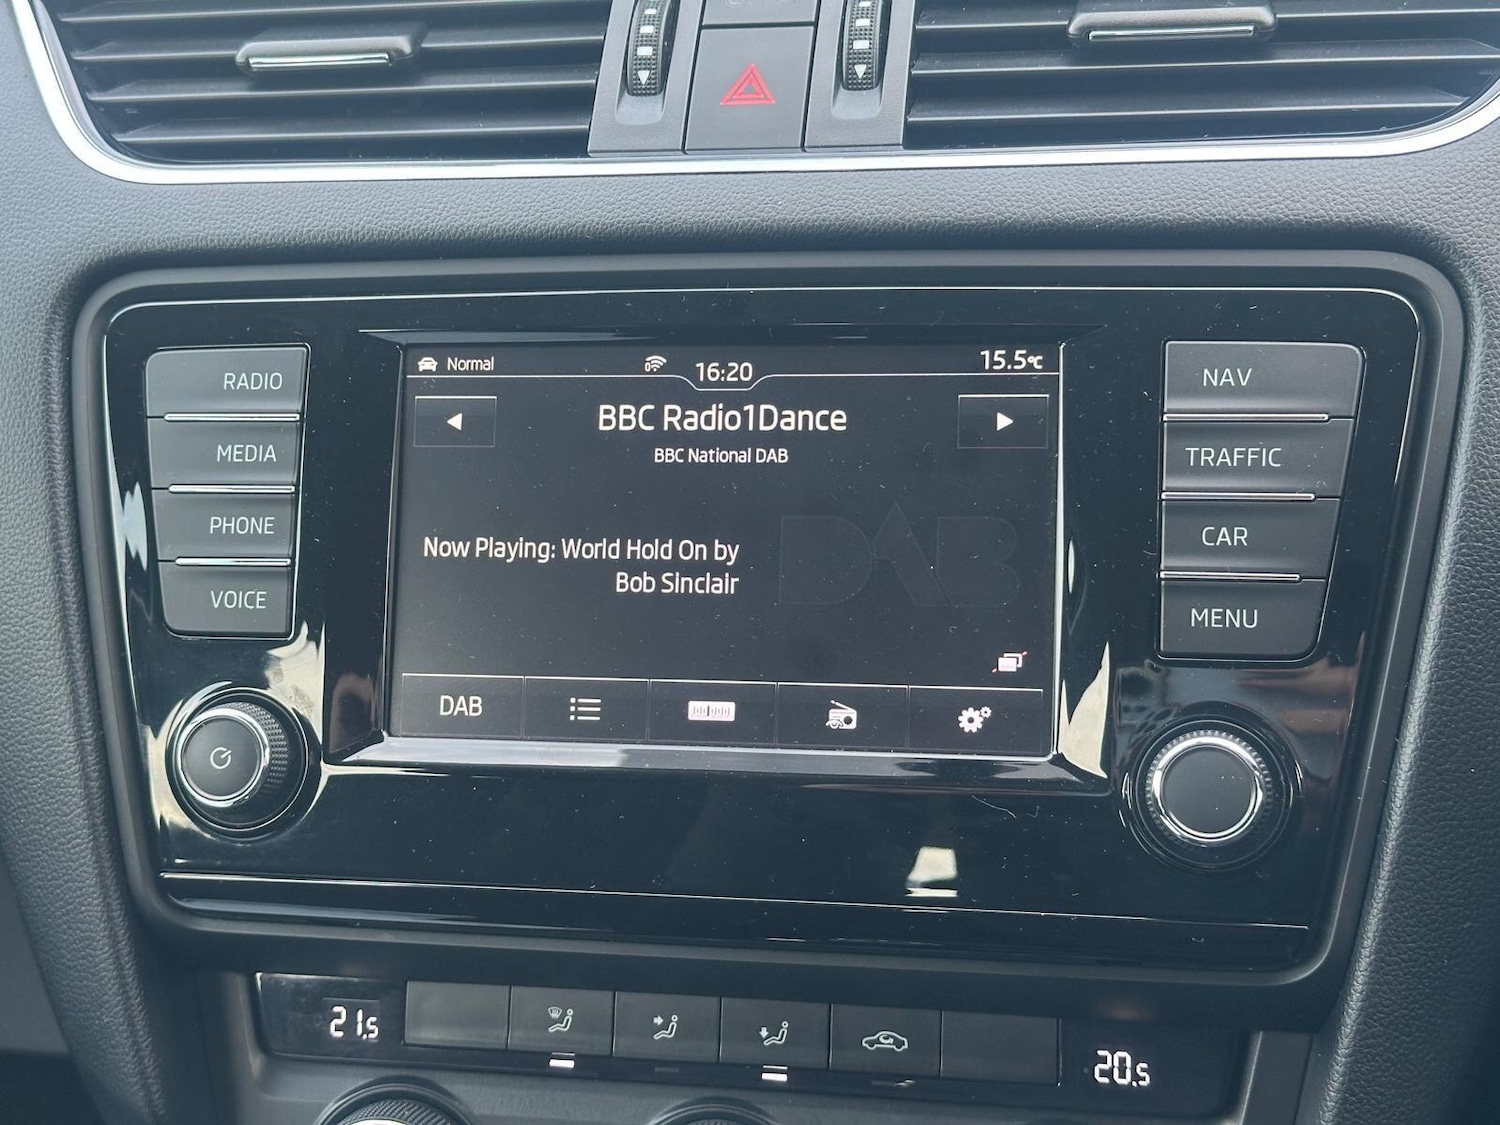 Normal
16:20
15.5°C
BBC Radio1Dance
BBC National DAB
Now Playing: World Hold On by
Bob Sinclair
DAB
DAB
RADIO
MEDIA
PHONE
VOICE
NAV
TRAFFIC
CAR
MENU
21.5
20.5